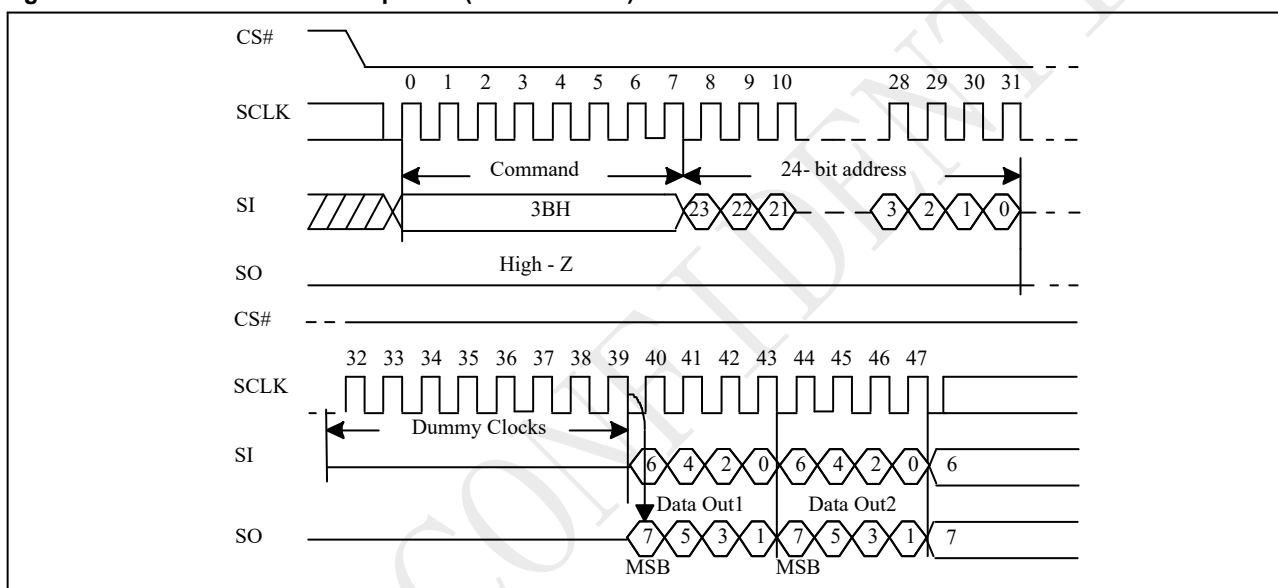 CS#
0 1 2 3 4 5 6 7 8 9 10 28 29 30 31
SCLK
Command 24- bit address
SI 3BH 23 22 21 3 2 1 0
SO High - Z
CS#
32 33 34 35 36 37 38 39 40 41 42 43 44 45 46 47
SCLK
Dummy Clocks
SI 6 4 2 0 6 4 2 0 6
Data Out1 Data Out2
SO 7 5 3 1 7 5 3 1 7
MSB MSB
CONFIDENT